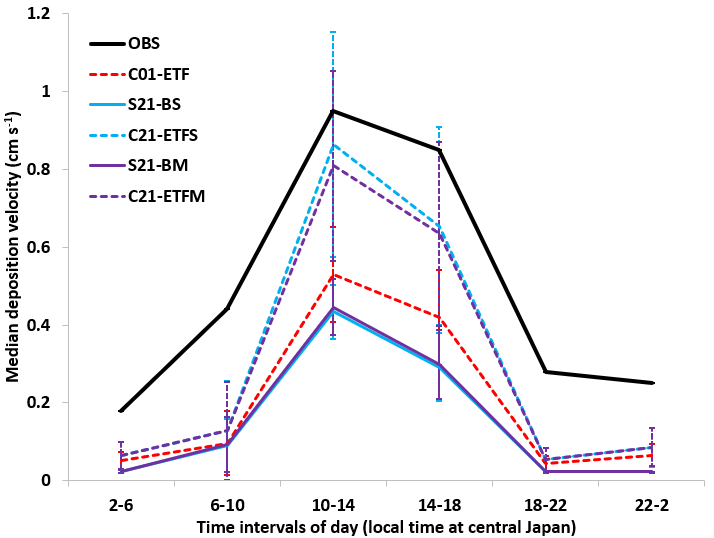 1.2
1
0.8
0.6
0.4
0.2
0
Median deposition velocity (cm s-1)
OBS
C01-ETF
S21-BS
C21-ETFS
S21-BM
C21-ETFM
2-6 6-10 10-14 14-18 18-22 22-2
Time intervals of day (local time at central Japan)